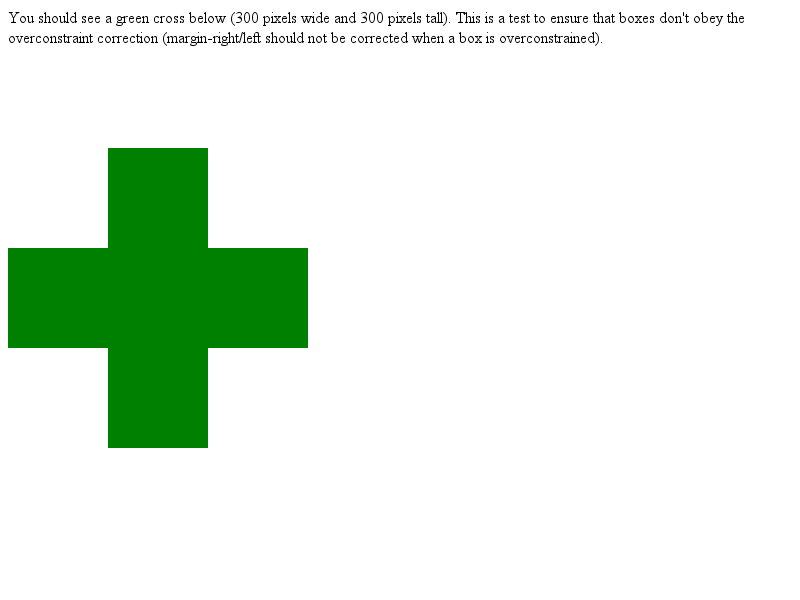 You should see a green cross below (300 pixels wide and 300 pixels tall). This is a test to ensure that boxes don't obey the
overconstraint correction (margin-right/left should not be corrected when a box is overconstrained).